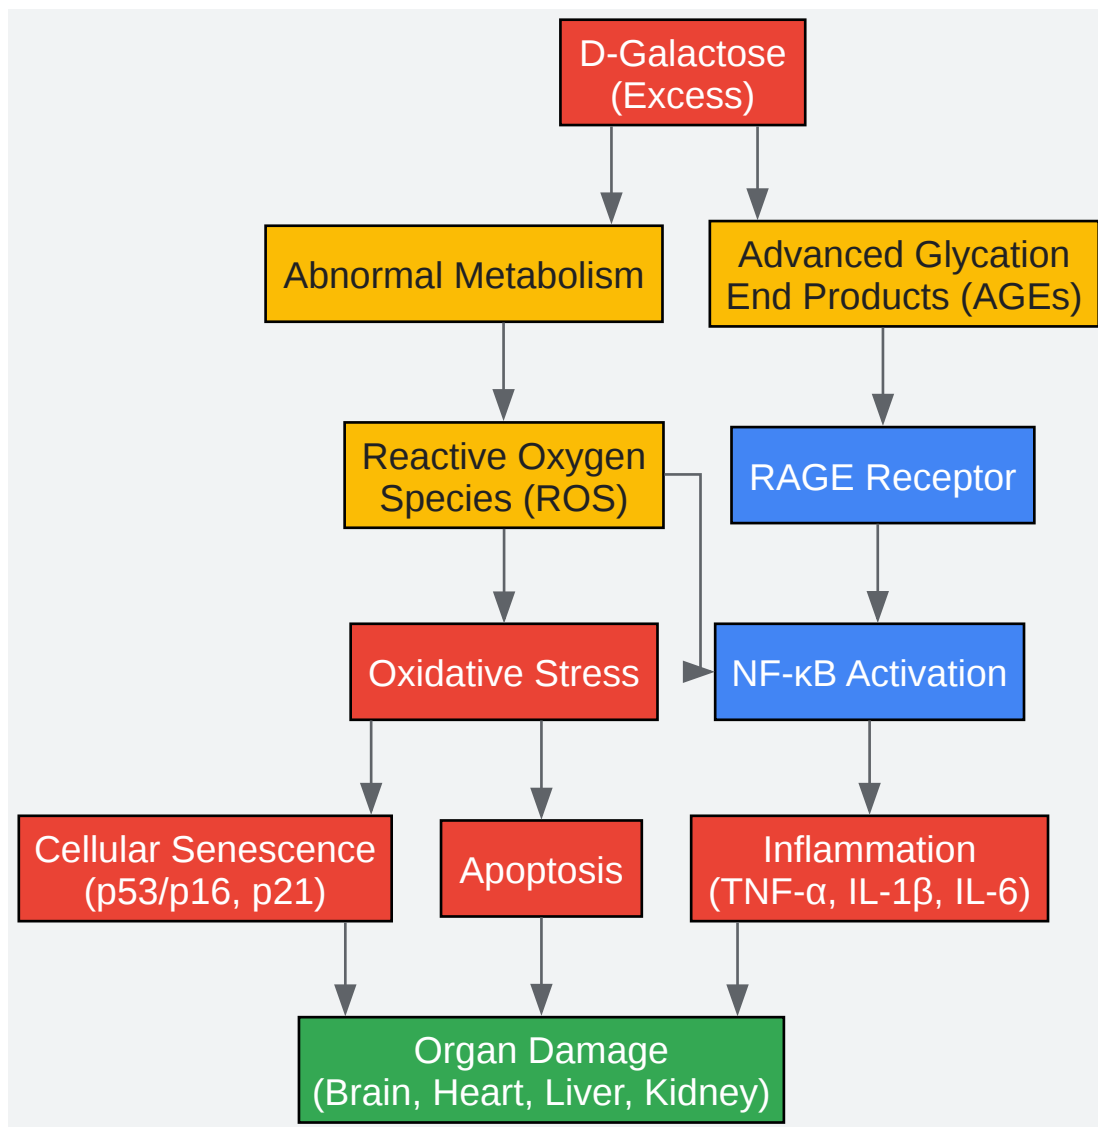 D-Galactose
(Excess)
Abnormal Metabolism
Advanced Glycation
End Products (AGEs)
Reactive Oxygen
Species (ROS)
RAGE Receptor
Oxidative Stress
NF-κB Activation
Cellular Senescence
(p53/p16, p21)
Apoptosis
Inflammation
(TNF-α, IL-1β, IL-6)
Organ Damage
(Brain, Heart, Liver, Kidney)